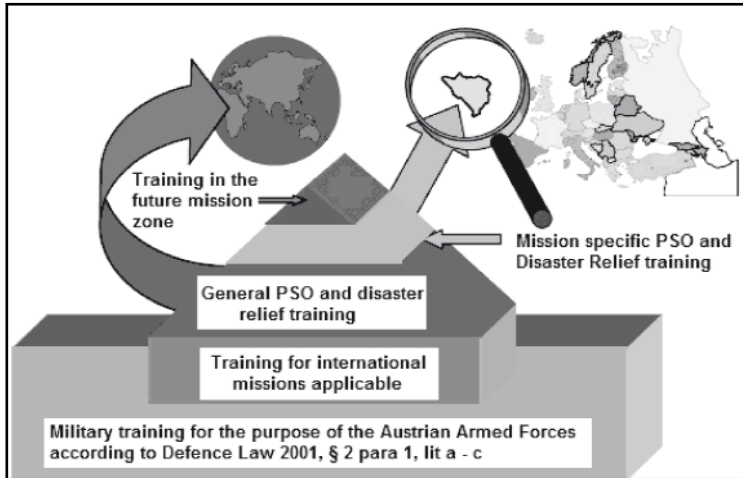 Training in the
future mission
zone
Mission specific PSO and
Disaster Relief training
General PSO and disaster
relief training
Training for international
missions applicable
Military training for the purpose of the Austrian Armed Forces
according to Defence Law 2001, § 2 para 1, lit a - c